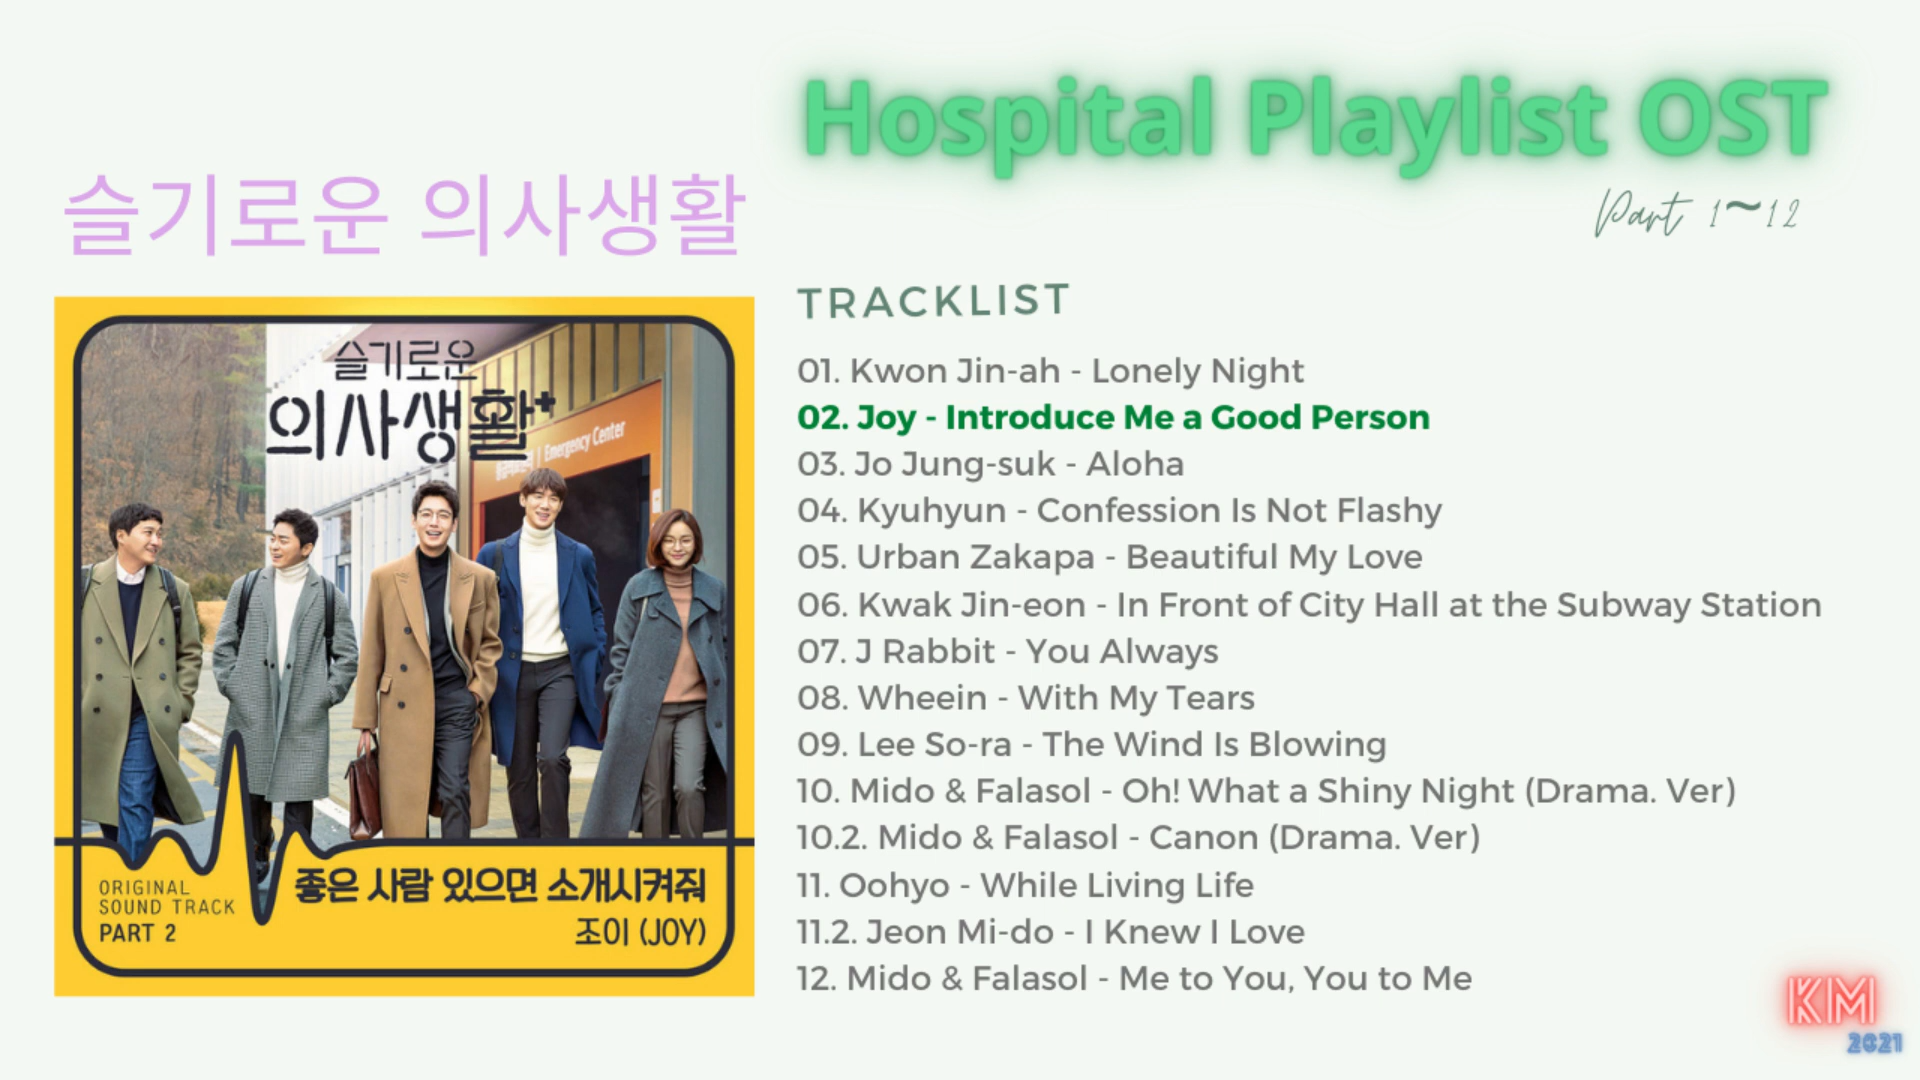 Hospital Playlist OST
Part 1~12
슬기로운 의사생활
슬기로운
의사생활+
Emergency Center
ORIGINAL
SOUND TRACK
PART 2
좋은 사람 있으면 소개시켜줘
조이 (JOY)
TRACKLIST
01. Kwon Jin-ah - Lonely Night
02. Joy - Introduce Me a Good Person
03. Jo Jung-suk - Aloha
04. Kyuhyun - Confession Is Not Flashy
05. Urban Zakapa - Beautiful My Love
06. Kwak Jin-eon - In Front of City Hall at the Subway Station
07. J Rabbit - You Always
08. Wheein - With My Tears
09. Lee So-ra - The Wind Is Blowing
10. Mido & Falasol - Oh! What a Shiny Night (Drama. Ver)
10.2. Mido & Falasol - Canon (Drama. Ver)
11. Oohyo - While Living Life
11.2. Jeon Mi-do - I Knew I Love
12. Mido & Falasol - Me to You, You to Me
KM
2021